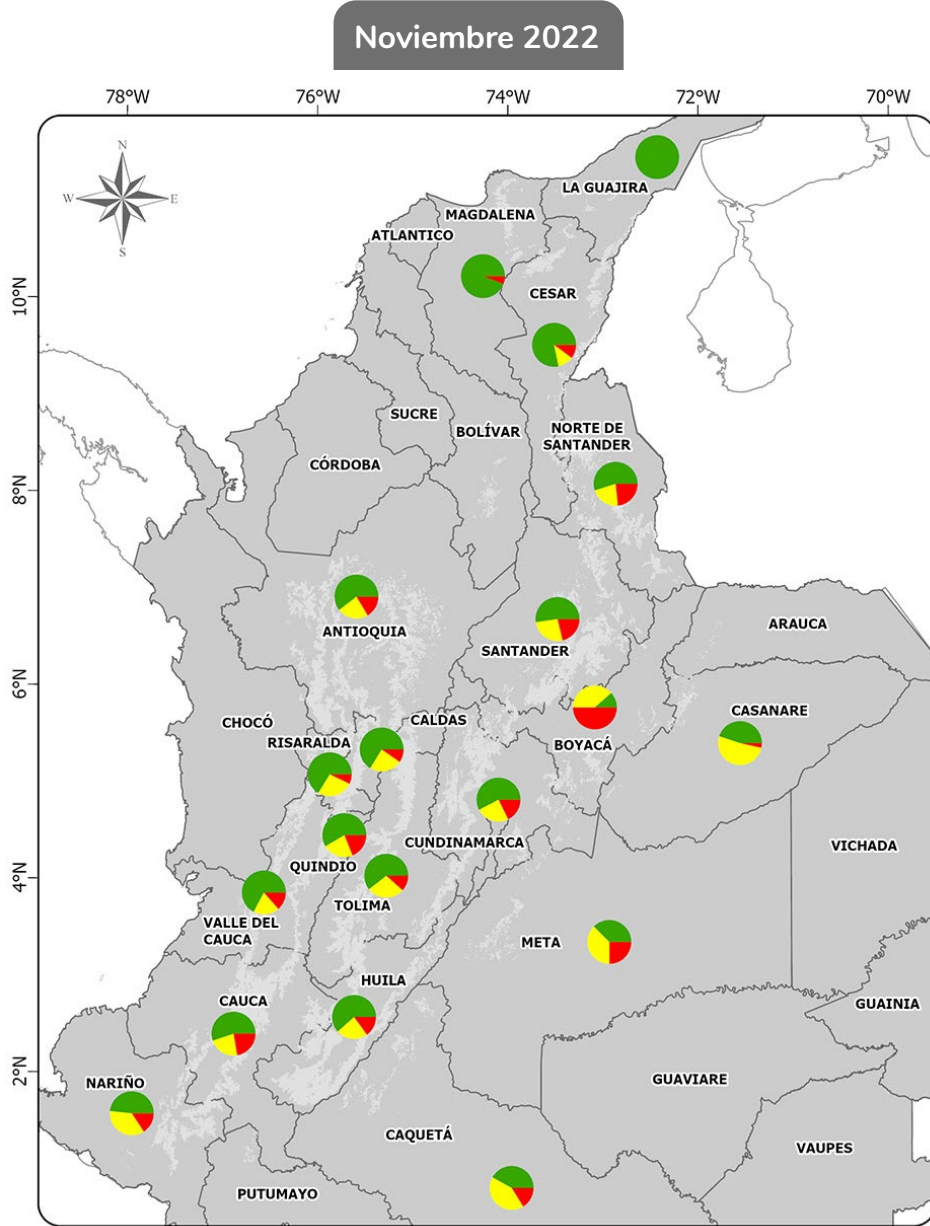 Noviembre 2022
78°W 76°W 74°W 72°W 70°W
N
W E
S
10°N
8°N
6°N
4°N
2°N
LA GUAJIRA
MAGDALENA
ATLANTICO
CESAR
SUCRE
BOLÍVAR
NORTE DE
SANTANDER
CÓRDOBA
ANTIOQUIA
SANTANDER
ARAUCA
CHOCÓ
CALDAS
CASANARE
RISARALDA
BOYACÁ
CUNDINAMARCA
VICHADA
QUINDIO
TOLIMA
VALLE DEL
CAUCA
META
HUILA
CAUCA
GUAINIA
NARIÑO
GUAVIARE
CAQUETÁ
VAUPES
PUTUMAYO